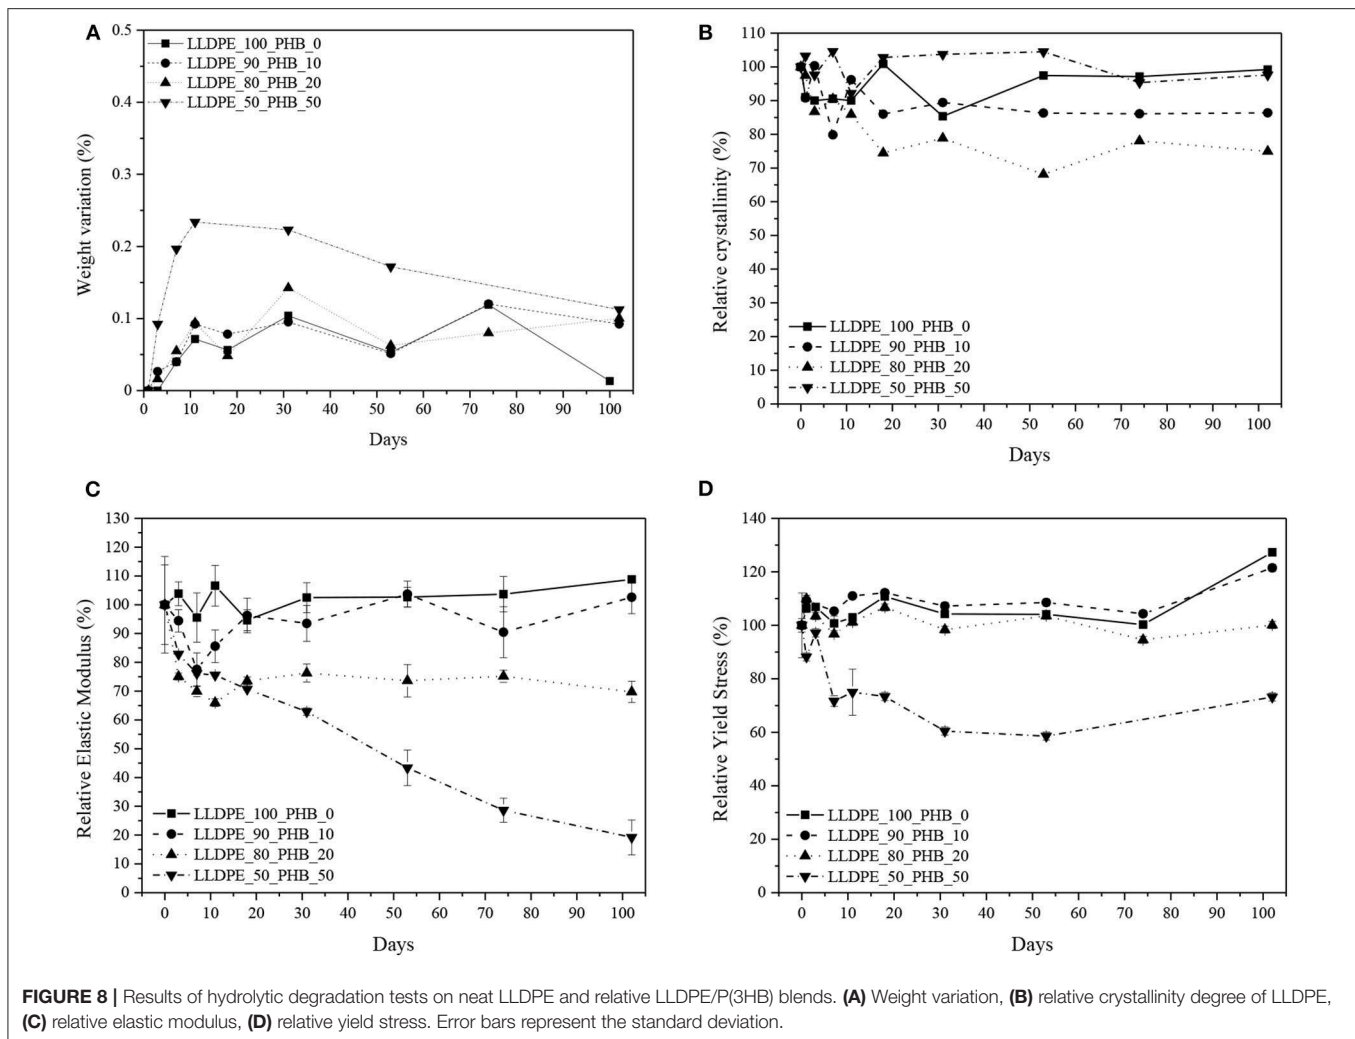 A
0.5
0.4
0.3
0.2
0.1
0
Weight variation (%)
LLDPE_100_PHB_0
LLDPE_90_PHB_10
LLDPE_80_PHB_20
LLDPE_50_PHB_50
0 10 20 30 40 50 60 70 80 90 100
Days
B
110
100
90
80
70
60
50
40
30
20
10
0
Relative crystallinity (%)
LLDPE_100_PHB_0
LLDPE_90_PHB_10
LLDPE_80_PHB_20
LLDPE_50_PHB_50
0 10 20 30 40 50 60 70 80 90 100
Days
C
130
120
110
100
90
80
70
60
50
40
30
20
10
0
Relative Elastic Modulus (%)
LLDPE_100_PHB_0
LLDPE_90_PHB_10
LLDPE_80_PHB_20
LLDPE_50_PHB_50
0 10 20 30 40 50 60 70 80 90 100
Days
D
140
120
100
80
60
40
20
0
Relative Yield Stress (%)
LLDPE_100_PHB_0
LLDPE_90_PHB_10
LLDPE_80_PHB_20
LLDPE_50_PHB_50
0 10 20 30 40 50 60 70 80 90 100
Days
FIGURE 8 | Results of hydrolytic degradation tests on neat LLDPE and relative LLDPE/P(3HB) blends. (A) Weight variation, (B) relative crystallinity degree of LLDPE,
(C) relative elastic modulus, (D) relative yield stress. Error bars represent the standard deviation.